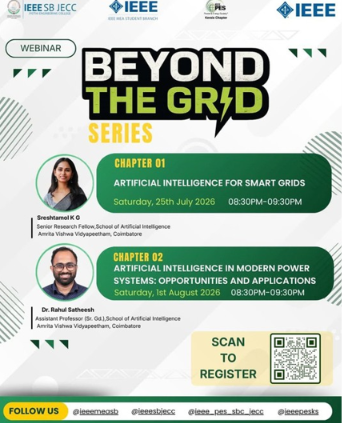 IEEE SB JECC
IEEE
IEEE
PES
IEEE
WEBINAR
BEYOND
THE GRID
SERIES
CHAPTER 01
ARTIFICIAL INTELLIGENCE FOR SMART GRIDS
Saturday, 25th July 2026 08:30PM-09:30PM
Sreshtamol K G
Senior Research Fellow,School of Artificial Intelligence
Amrita Vishwa Vidyapeetham, Coimbatore
CHAPTER 02
ARTIFICIAL INTELLIGENCE IN MODERN POWER
SYSTEMS: OPPORTUNITIES AND APPLICATIONS
Saturday, 1st August 2026 08:30PM-09:30PM
Dr. Rahul Satheesh
Assistant Professor (Sr. Gd.),School of Artificial Intelligence
Amrita Vishwa Vidyapeetham, Coimbatore
SCAN
TO
REGISTER
FOLLOW US @ieeemeasb @ieeesbjecc @ieee_pes_sbc_jecc @ieeepesks